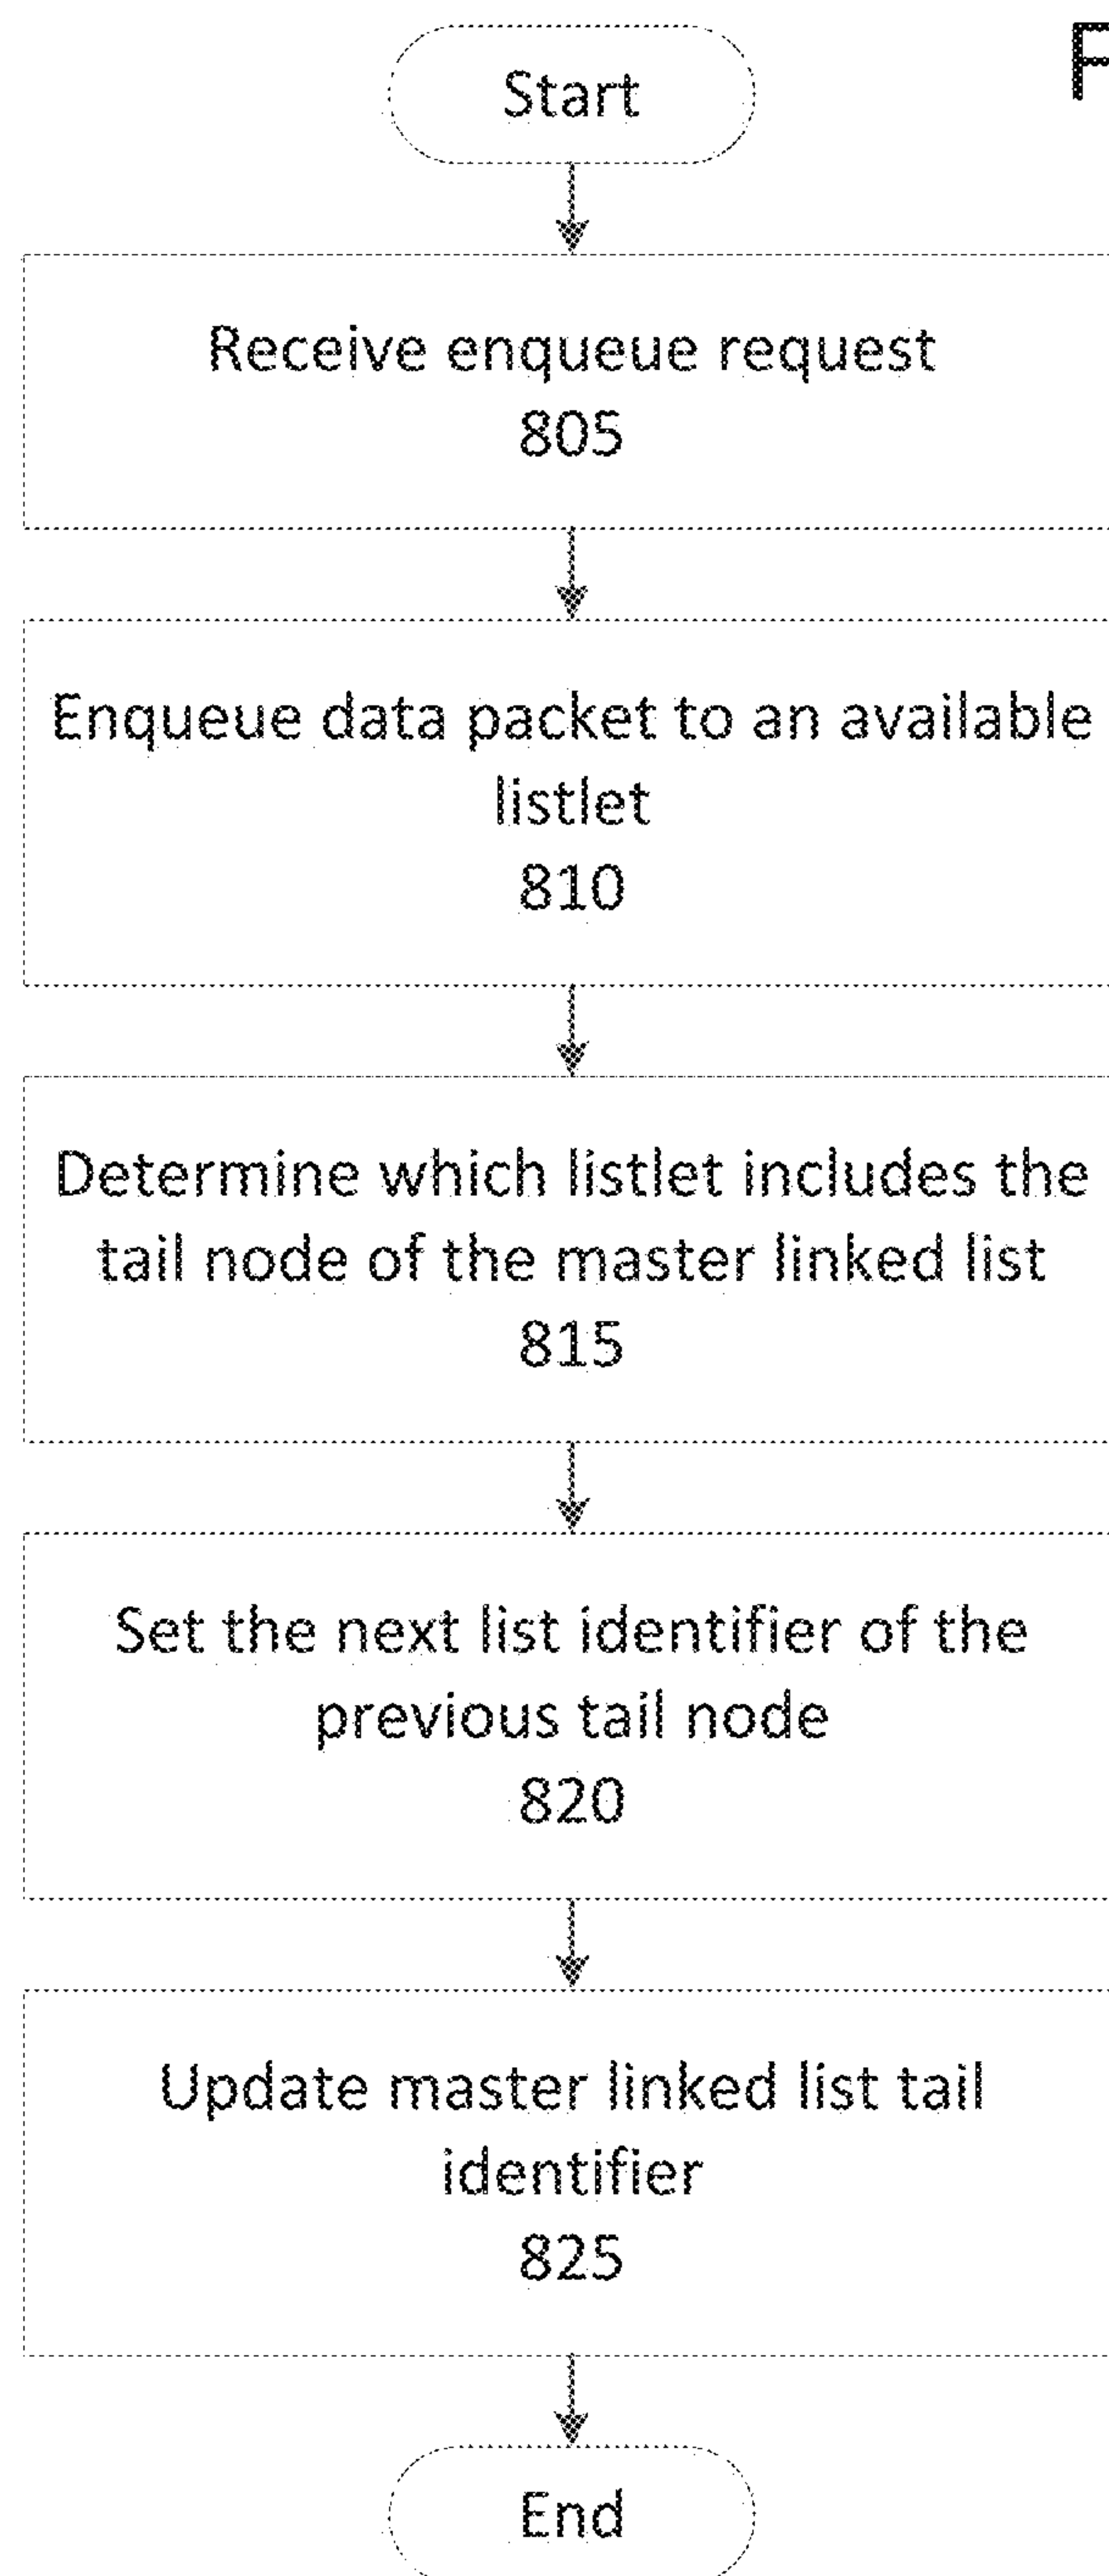 F
Start
Receive enqueue request
805
Enqueue data packet to an available
listlet
810
Determine which listlet includes the
tail node of the master linked list
815
Set the next list identifier of the
previous tail node
820
Update master linked list tail
identifier
825
End